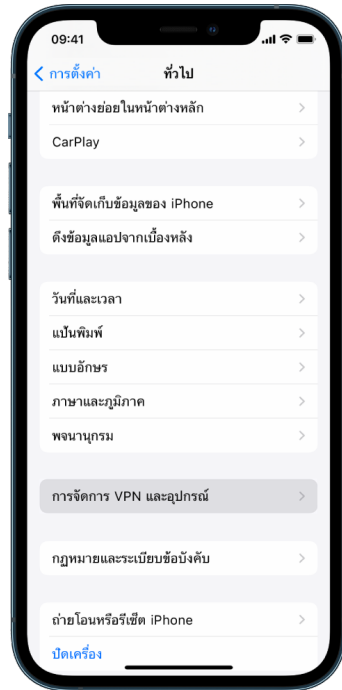 09:41
การตั้งค่า ทั่วไป
หน้าต่างย่อยในหน้าต่างหลัก
CarPlay
พื้นที่จัดเก็บข้อมูลของ iPhone
ดึงข้อมูลแอปจากเบื้องหลัง
วันที่และเวลา
แป้นพิมพ์
แบบอักษร
ภาษาและภูมิภาค
พจนานุกรม
การจัดการ VPN และอุปกรณ์
กฎหมายและระเบียบข้อบังคับ
ถ่ายโอนหรือรีเซ็ต iPhone
ปิดเครื่อง